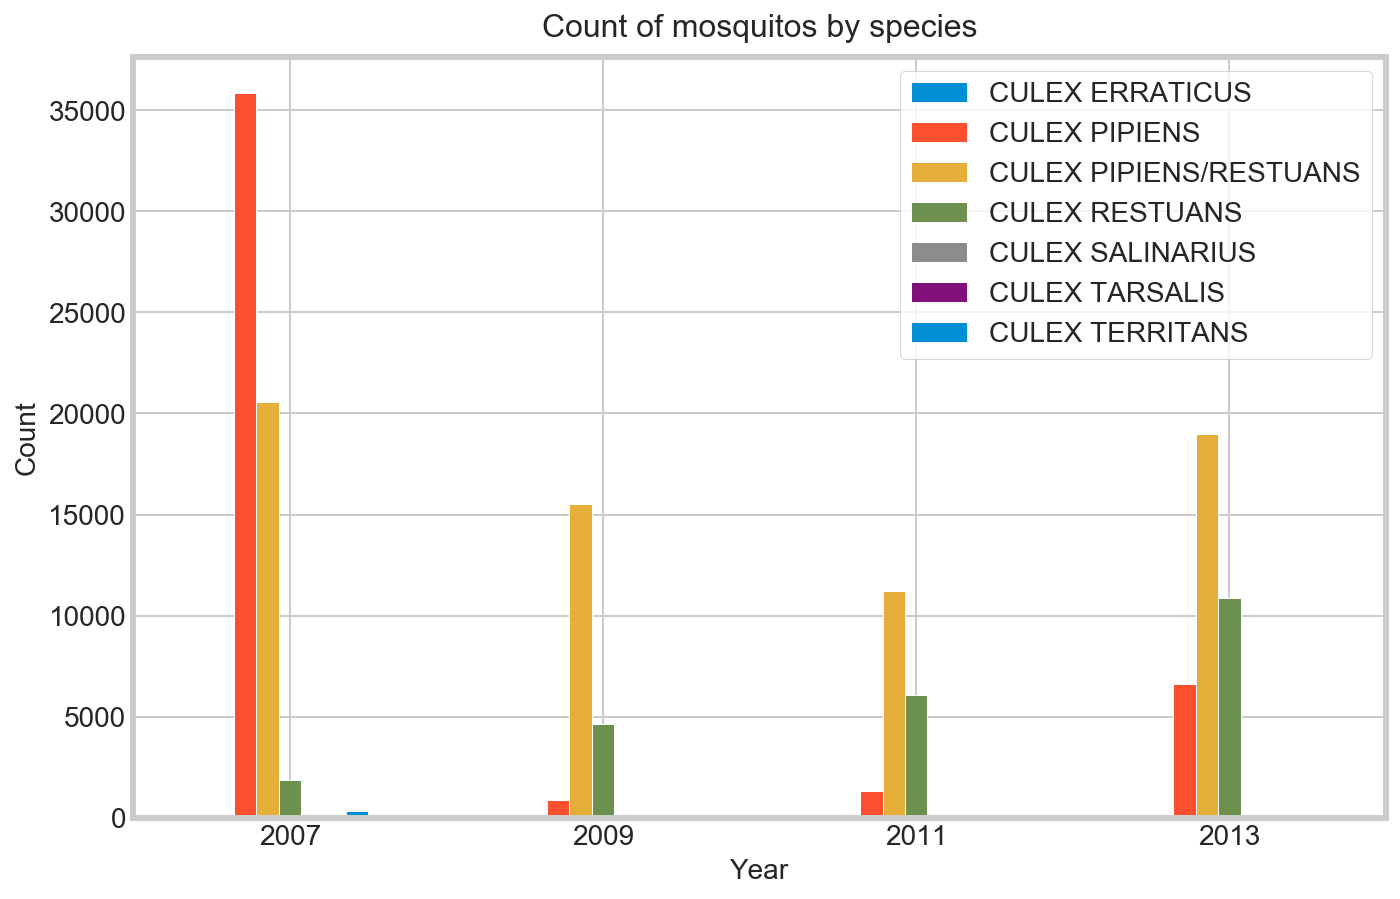 Count of mosquitos by species
CULEX ERRATICUS
CULEX PIPIENS
CULEX PIPIENS/RESTUANS
CULEX RESTUANS
CULEX SALINARIUS
CULEX TARSALIS
CULEX TERRITANS
35000
30000
25000
20000
15000
10000
5000
0
Count
2007 2009 2011 2013
Year